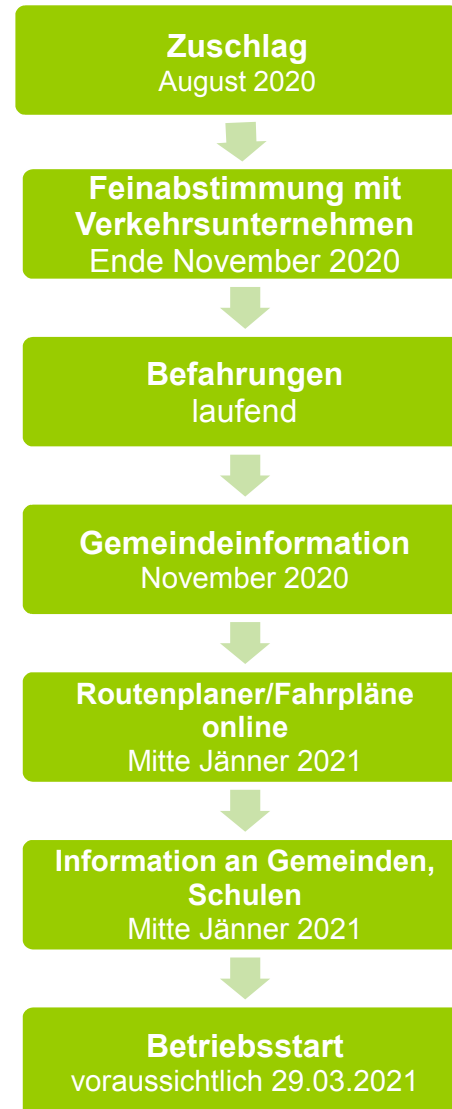 Zuschlag
August 2020
Feinabstimmung mit
Verkehrsunternehmen
Ende November 2020
Befahrungen
laufend
Gemeindeinformation
November 2020
Routenplaner/Fahrpläne
online
Mitte Jänner 2021
Information an Gemeinden,
Schulen
Mitte Jänner 2021
Betriebsstart
voraussichtlich 29.03.2021